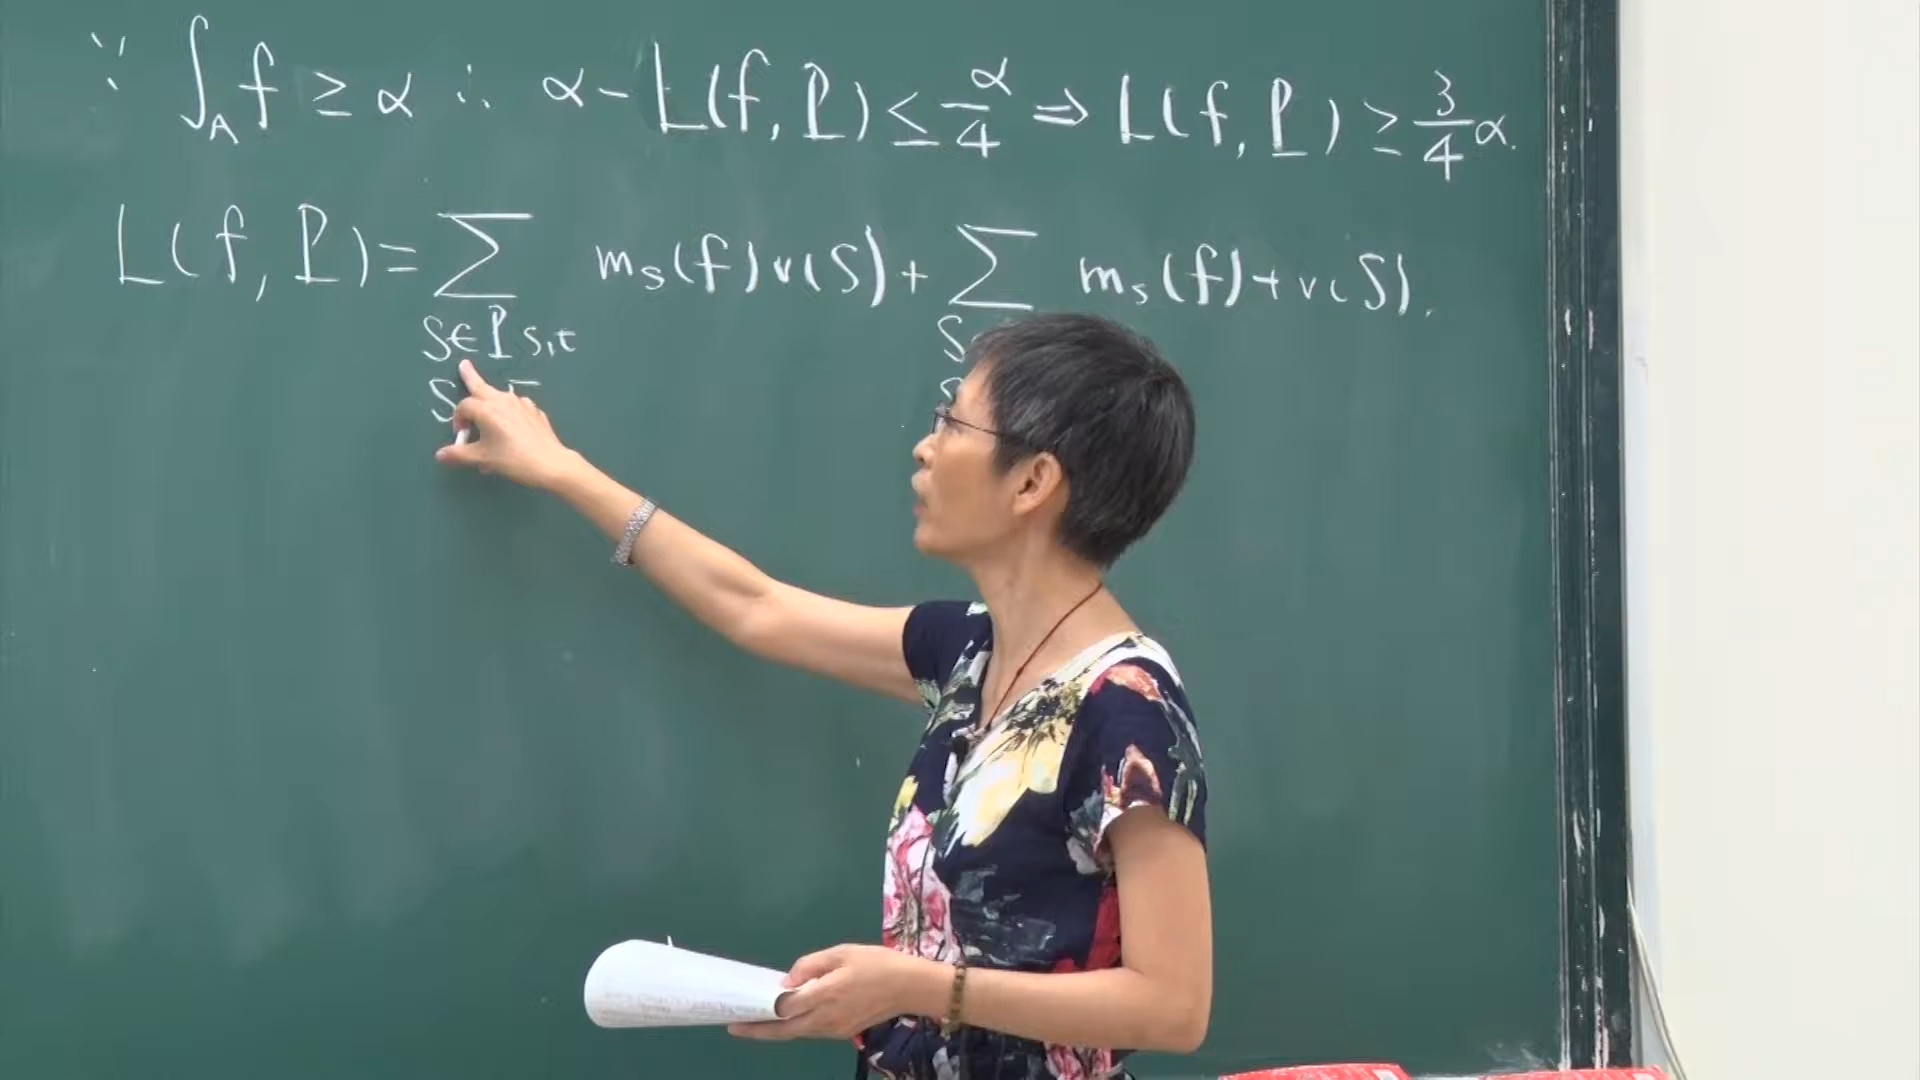 ∵ ∫_A f ≥ α ∴ α - L(f, P) ≤ α/4 ⇒ L(f, P) ≥ 3/4 α.
L(f, P) = ∑ m_s(f) v(S) + ∑ m_s(f) + v(S).
S ∈ P s.t S
S S